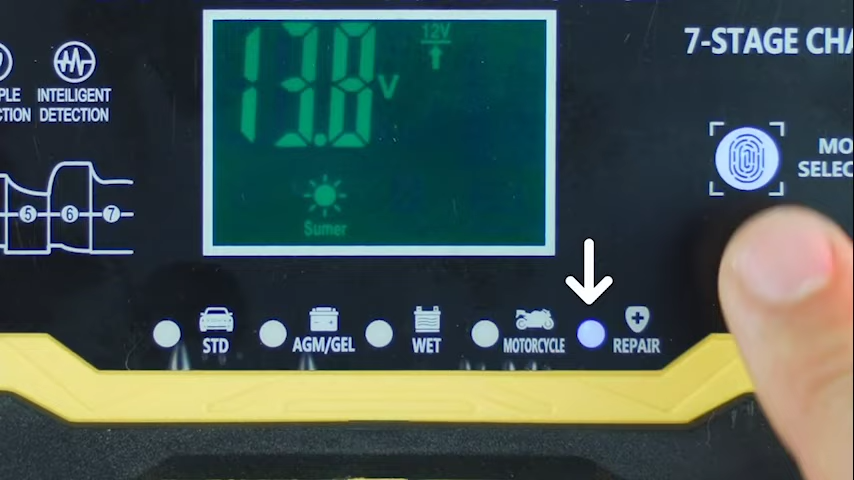 13.8 V
12V
7-STAGE CHA
PLE
CTION
INTEILIGENT
DETECTION
MO
SELEC
5 6 7
Sumer
STD
AGM/GEL
WET
MOTORCYCLE
REPAIR